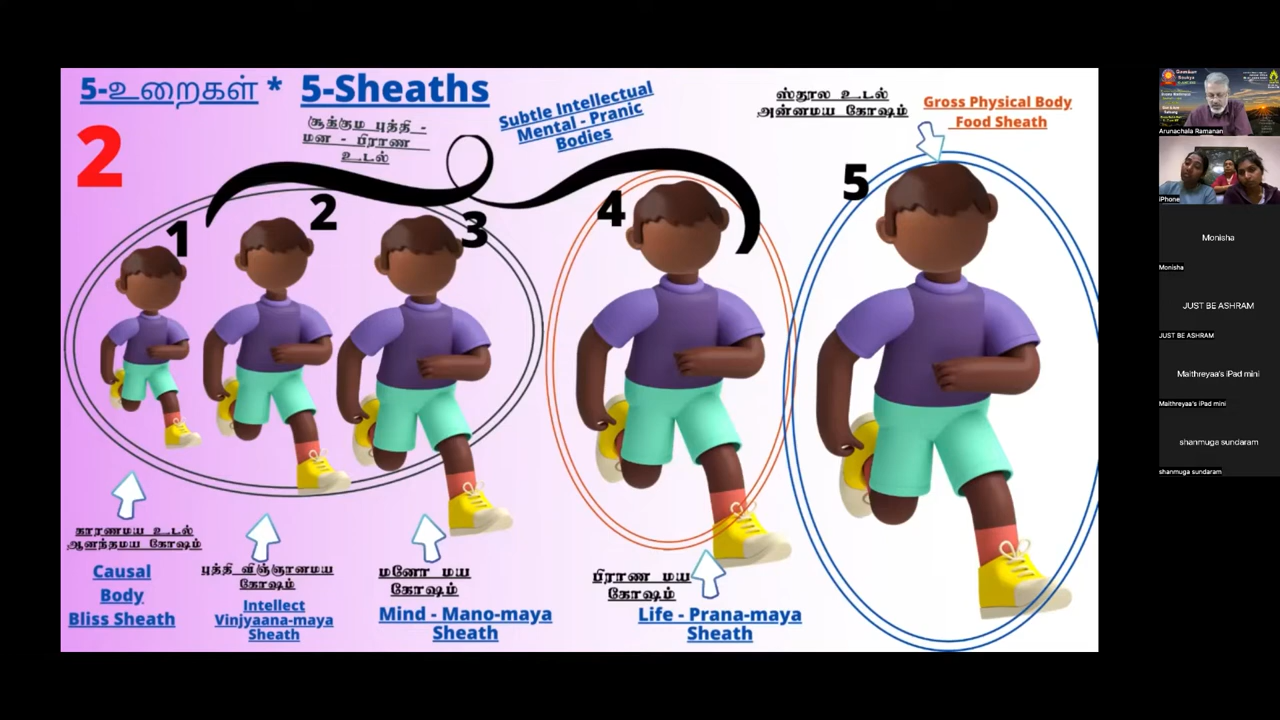 5-உறைகள் * 5-Sheaths
2
சூக்கும புத்தி -
மன - பிராண
உடல்
Subtle Intellectual
Mental - Pranic
Bodies
ஸ்தூல உடல்
அன்னமய கோஷம்
Gross Physical Body
Food Sheath
1
2
3
4
5
காரணமய உடல்
ஆனந்தமய கோஷம்
Causal
Body
Bliss Sheath
புத்தி விஞ்ஞானமய
கோஷம்
Intellect
Vinjyaana-maya
Sheath
மனோ மய
கோஷம்
Mind - Mano-maya
Sheath
பிராண மய
கோஷம்
Life - Prana-maya
Sheath
Arunachala Ramanan
iPhone
Monisha
Monisha
JUST BE ASHRAM
JUST BE ASHRAM
Maithreyaa's iPad mini
Maithreyaa's iPad mini
shanmuga sundaram
shanmuga sundaram